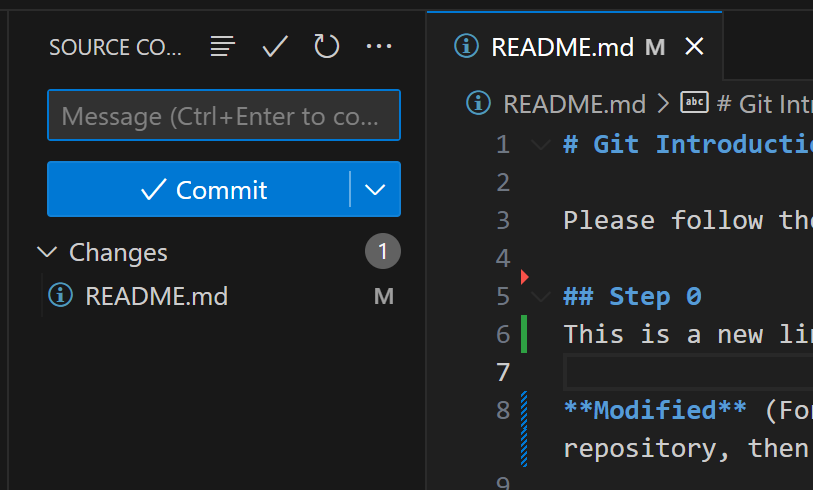 SOURCE CO...
Message (Ctrl+Enter to co...
Commit
Changes 1
README.md M
README.md M
README.md > abc # Git Int
1 # Git Introducti
2
3 Please follow th
4
5 ## Step 0
6 This is a new li
7
8 **Modified** (Fo
repository, then
9